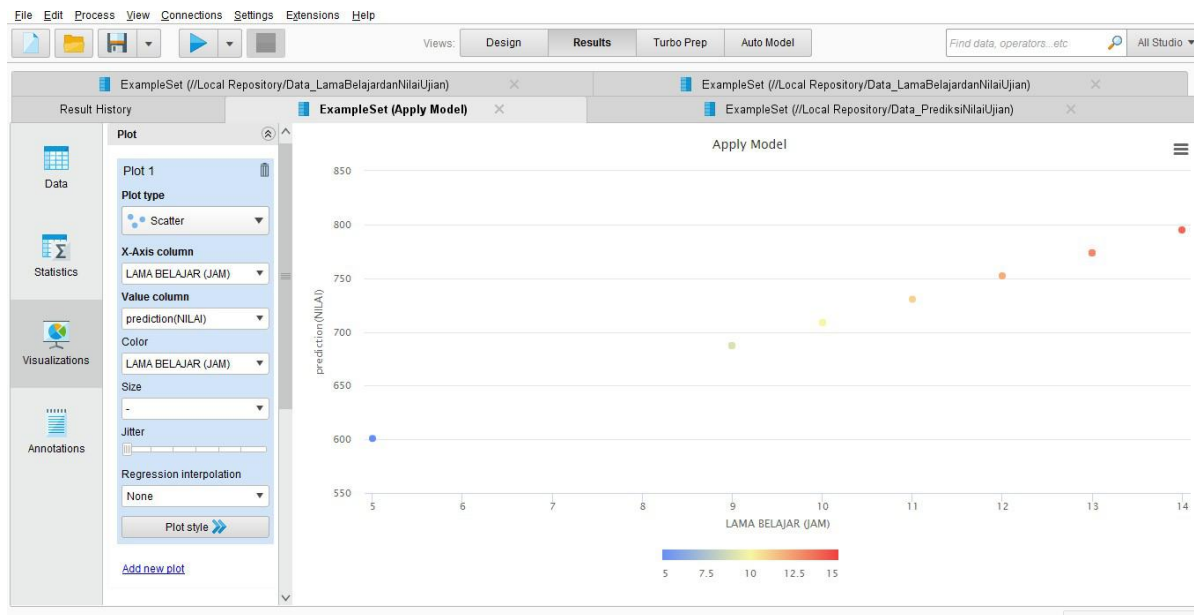 File Edit Process View Connections Settings Extensions Help
Views: Design Results Turbo Prep Auto Model Find data, operators...etc All Studio
ExampleSet (//Local Repository/Data_LamaBelajardanNilaiUjian) ExampleSet (//Local Repository/Data_LamaBelajardanNilaiUjian)
Result History ExampleSet (Apply Model) ExampleSet (//Local Repository/Data_PrediksiNilaiUjian)
Data
Statistics
Visualizations
Annotations
Plot
Plot 1
Plot type
Scatter
X-Axis column
LAMA BELAJAR (JAM)
Value column
prediction(NILAI)
Color
LAMA BELAJAR (JAM)
Size
-
Jitter
Regression interpolation
None
Plot style
Add new plot
Apply Model
prediction(NILAI)
850
800
750
700
650
600
550
5 6 7 8 9 10 11 12 13 14
LAMA BELAJAR (JAM)
5 7.5 10 12.5 15